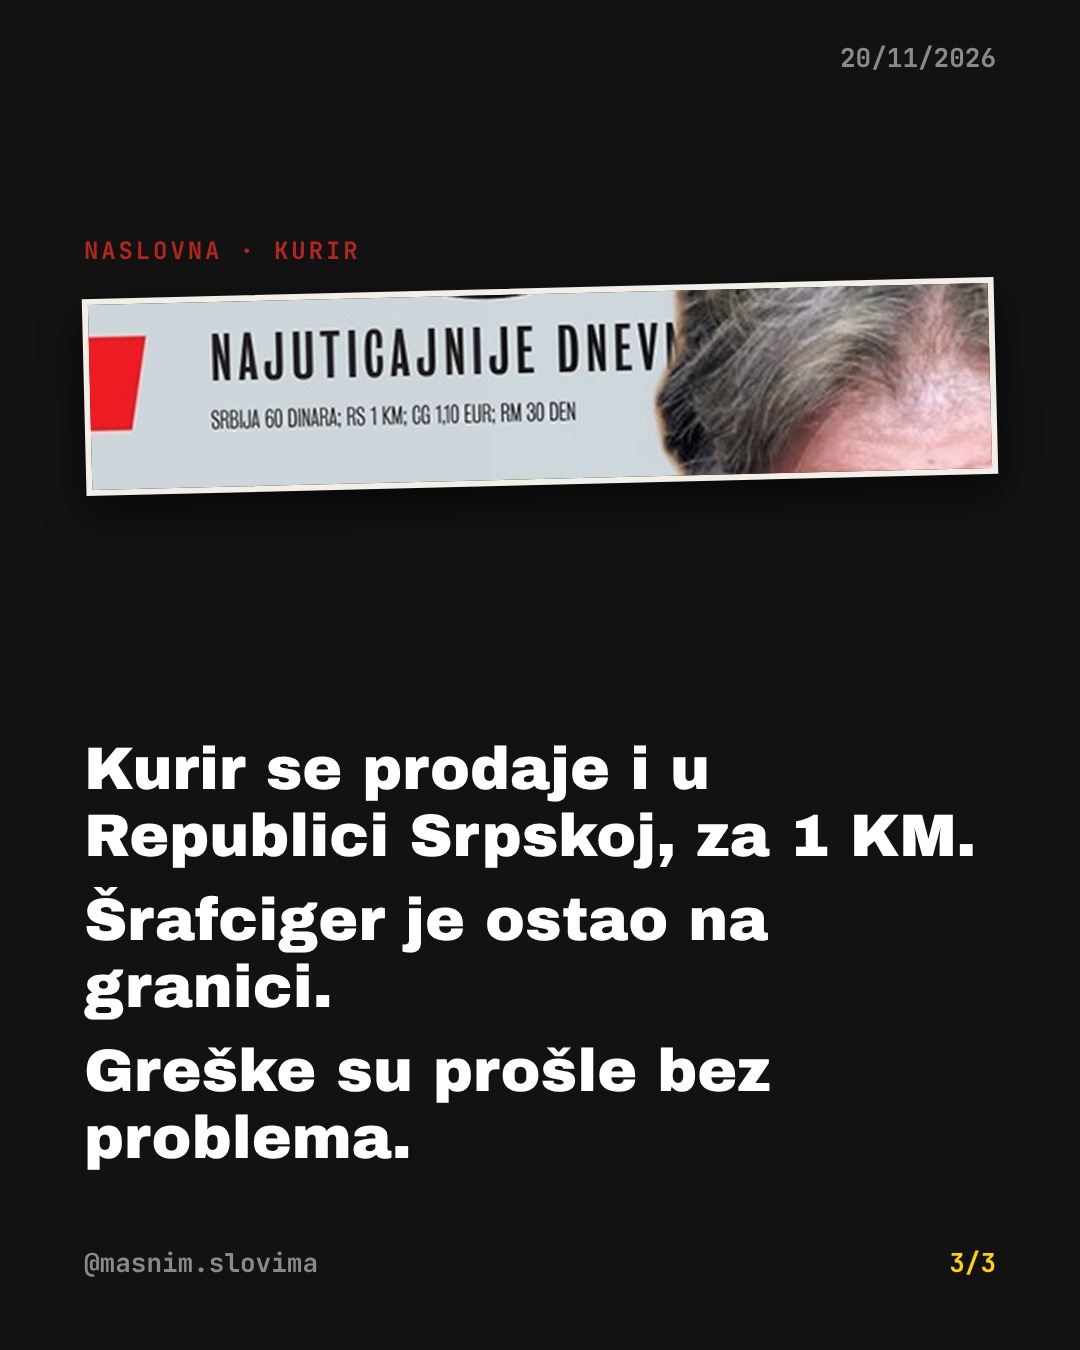 20/11/2026
NASLOVNA · KURIR
NAJUTICAJNIJE
SRBIJA 60 DINARA; RS 1 KM; CG 1,10 EUR; RM 30 DEN
Kurir se prodaje i u
Republici Srpskoj, za 1 KM.
Šrafciger je ostao na
granici.
Greške su prošle bez
problema.
@masnim.slovima
3/3